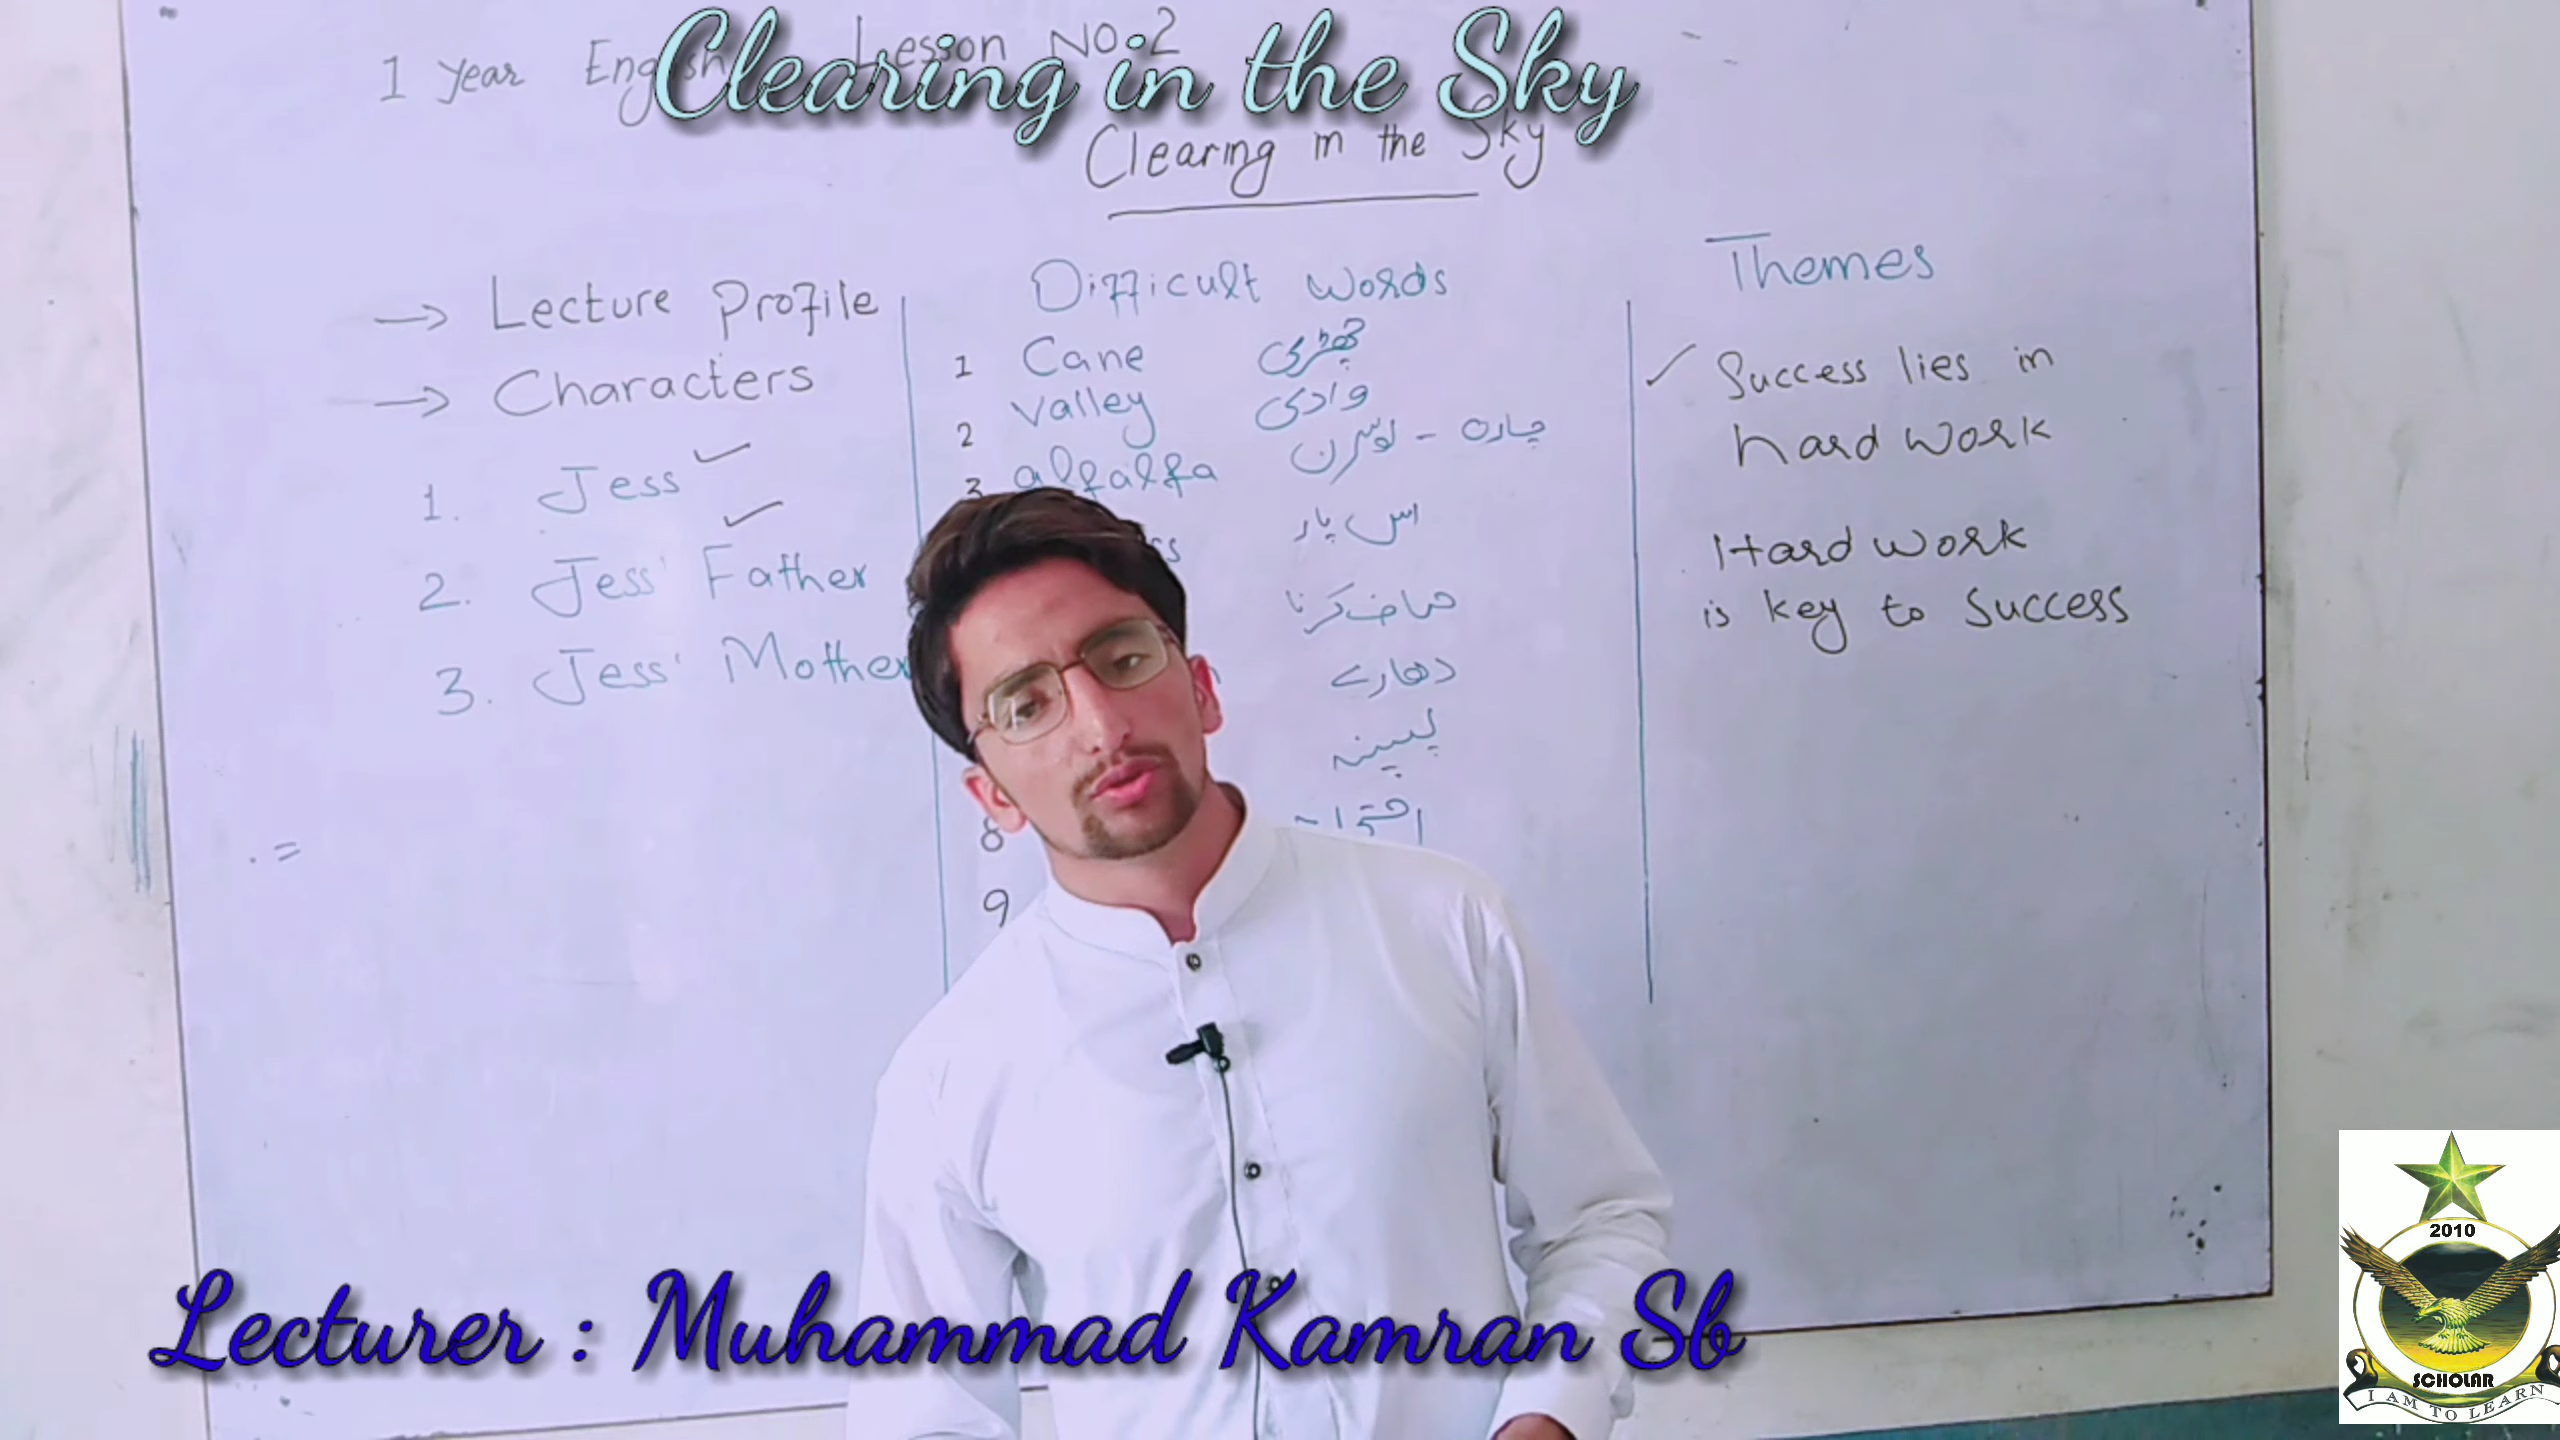 Clearing in the Sky
1 Year English Lesson NO. 2
Clearing in the Sky
→ Lecture Profile
→ Characters
1. Jess ✓
2. Jess' Father ✓
3. Jess' Mother
Difficult Words
1 Cane چھڑی
2 Valley وادی
3 alfalfa چارہ - لوسرن
اس پار
صاف کرنا
دھارے
پسینہ
8
9
Themes
✓ Success lies in
hard work
Hard work
is key to Success
Lecturer : Muhammad Kamran Sb
2010
SCHOLAR
I AM TO LEARN